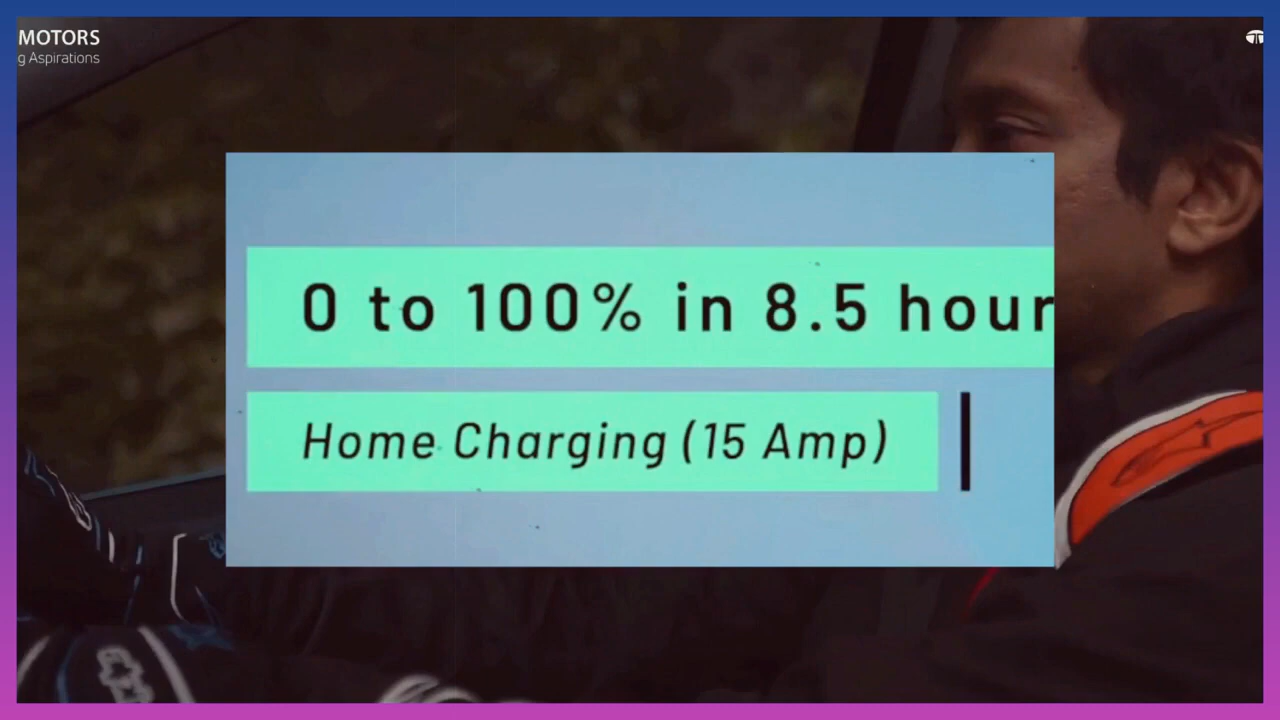 MOTORS
g Aspirations
0 to 100% in 8.5 hour
Home Charging (15 Amp)